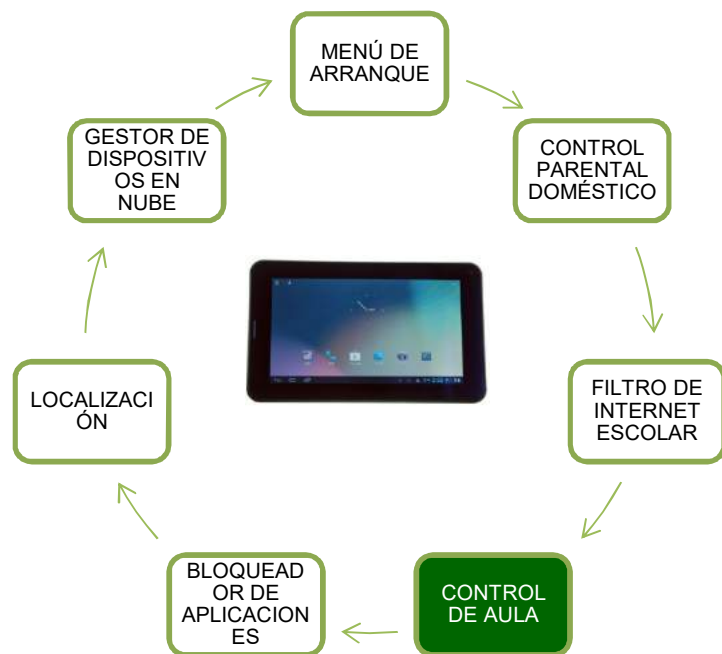 MENÚ DE
ARRANQUE
CONTROL
PARENTAL
DOMÉSTICO
FILTRO DE
INTERNET
ESCOLAR
CONTROL
DE AULA
BLOQUEAD
OR DE
APLICACION
ES
LOCALIZACI
ÓN
GESTOR DE
DISPOSITIV
OS EN
NUBE